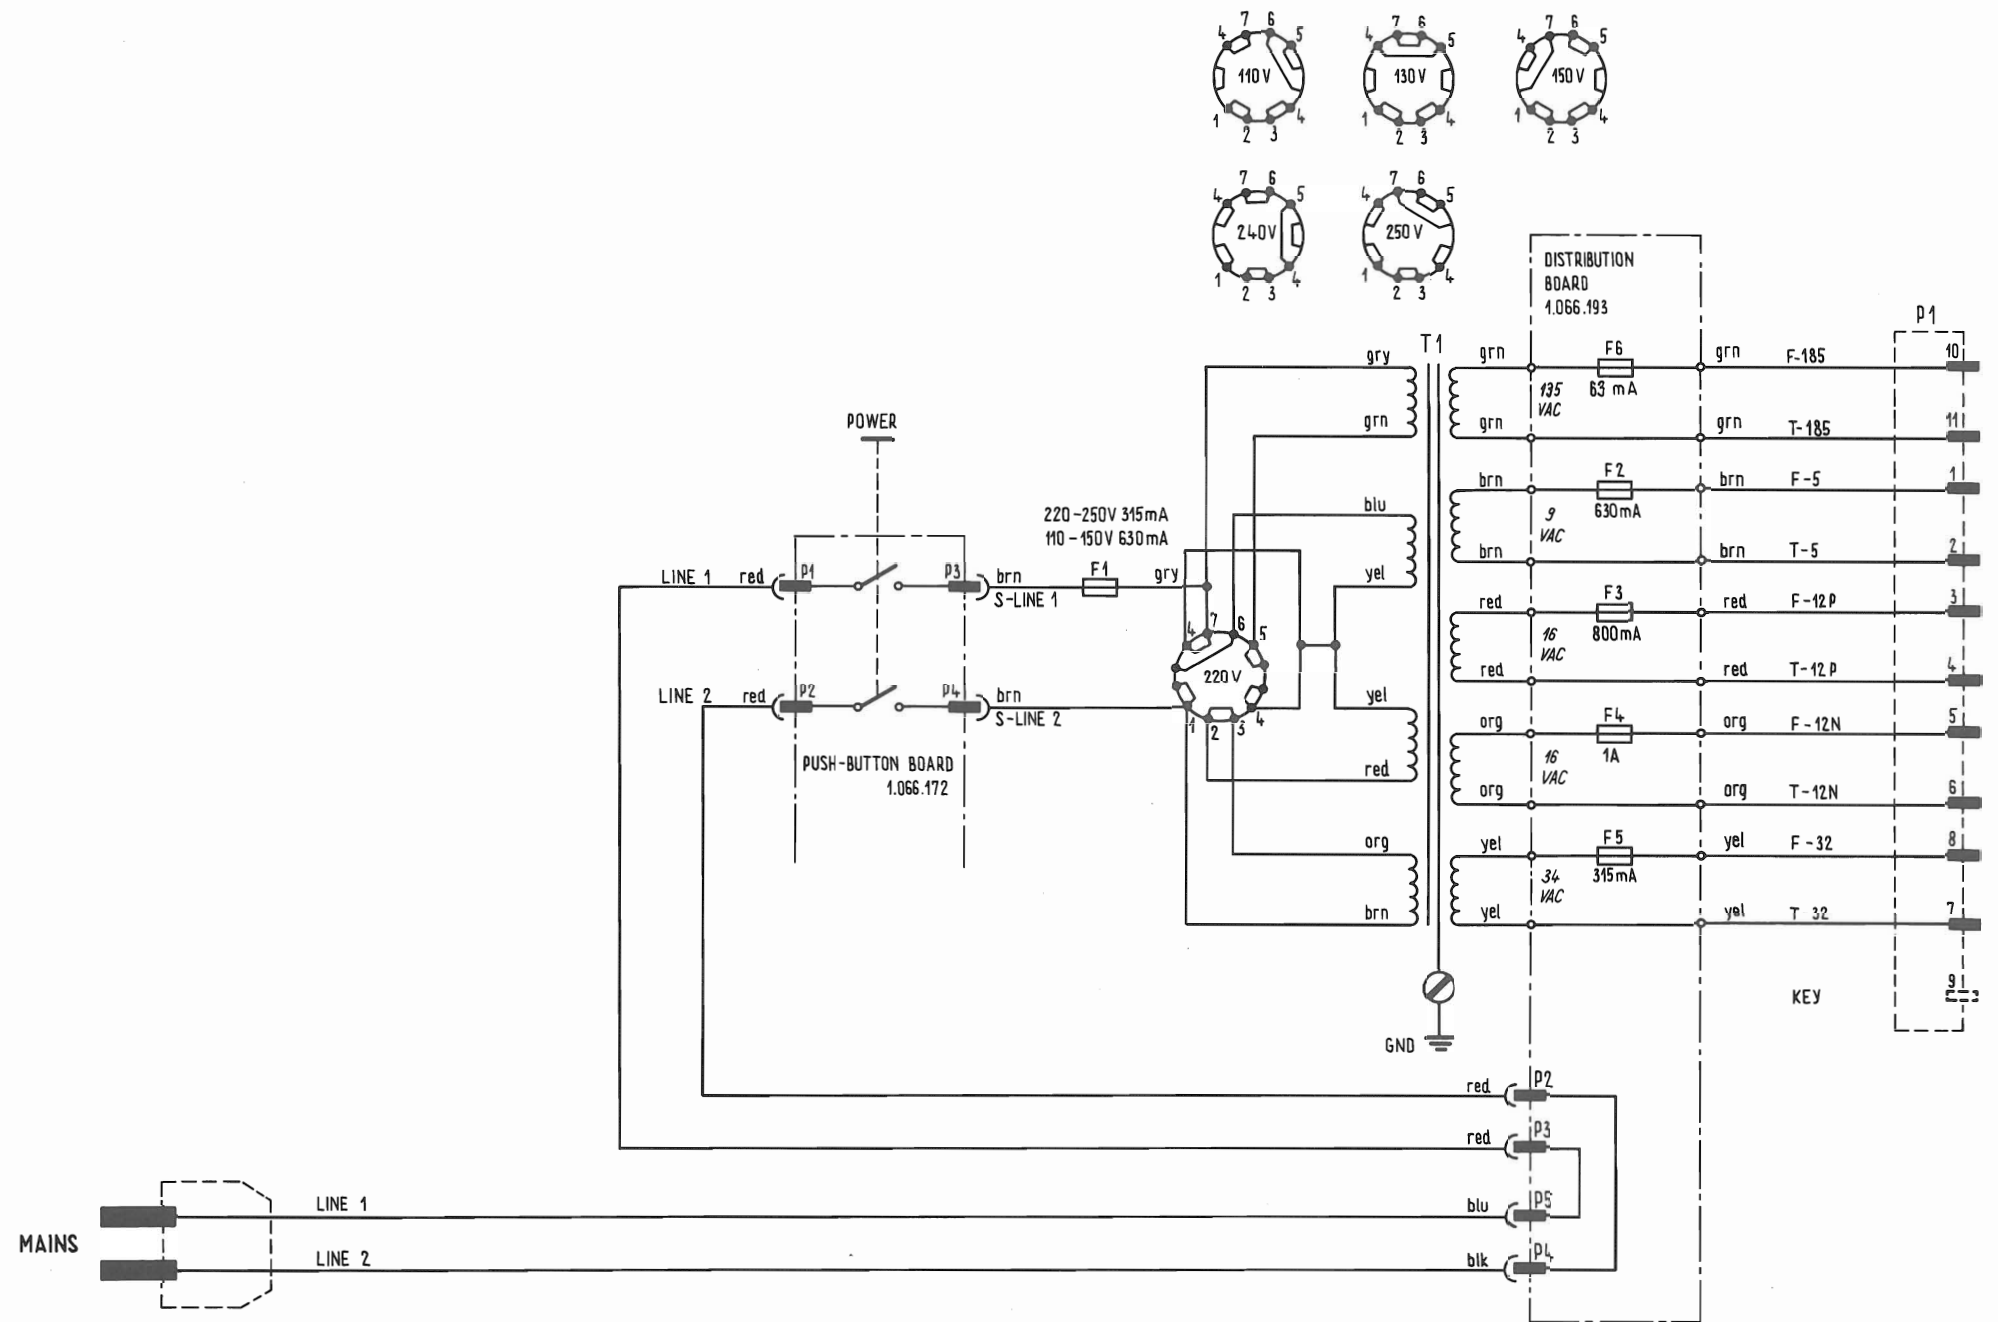 7 6
4 5
110 V
1 4
2 3
7 6
4 5
130 V
1 4
2 3
7 6
4 5
150 V
1 4
2 3
7 6
4 5
240V
1 4
2 3
7 6
4 5
250 V
1 4
2 3
DISTRIBUTION
BOARD
1.066.193
P1
T1
gry
grn
F6
grn
F-185
10
135
VAC
63 mA
grn
grn
grn
T-185
11
POWER
brn
F2
brn
F-5
1
9
VAC
630mA
brn
brn
T-5
2
blu
yel
220-250V 315mA
110-150V 630mA
F1
LINE 1
red
P1
P3
brn
S-LINE 1
gry
red
F3
red
F-12P
3
16
VAC
800mA
red
red
T-12P
4
4 7 6 5
220 V
1 2 3 4
LINE 2
red
P2
P4
brn
S-LINE 2
yel
red
PUSH-BUTTON BOARD
1.066.172
org
F4
org
F-12N
5
16
VAC
1A
org
org
T-12N
6
org
brn
yel
F5
yel
F-32
8
34
VAC
315mA
yel
yel
T 32
7
KEY
9
GND
red
P2
red
P3
MAINS
LINE 1
blu
P5
LINE 2
blk
P4